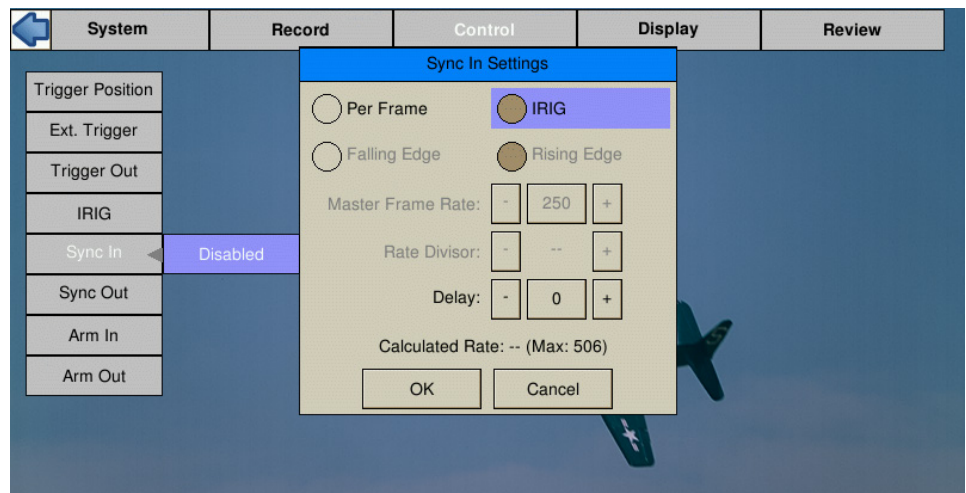 System Record Control Display Review
Sync In Settings
Trigger Position
Ext. Trigger
Trigger Out
IRIG
Sync In
Sync Out
Arm In
Arm Out
Disabled
Per Frame IRIG
Falling Edge Rising Edge
Master Frame Rate: - 250 +
Rate Divisor: - -- +
Delay: - 0 +
Calculated Rate: -- (Max: 506)
OK Cancel